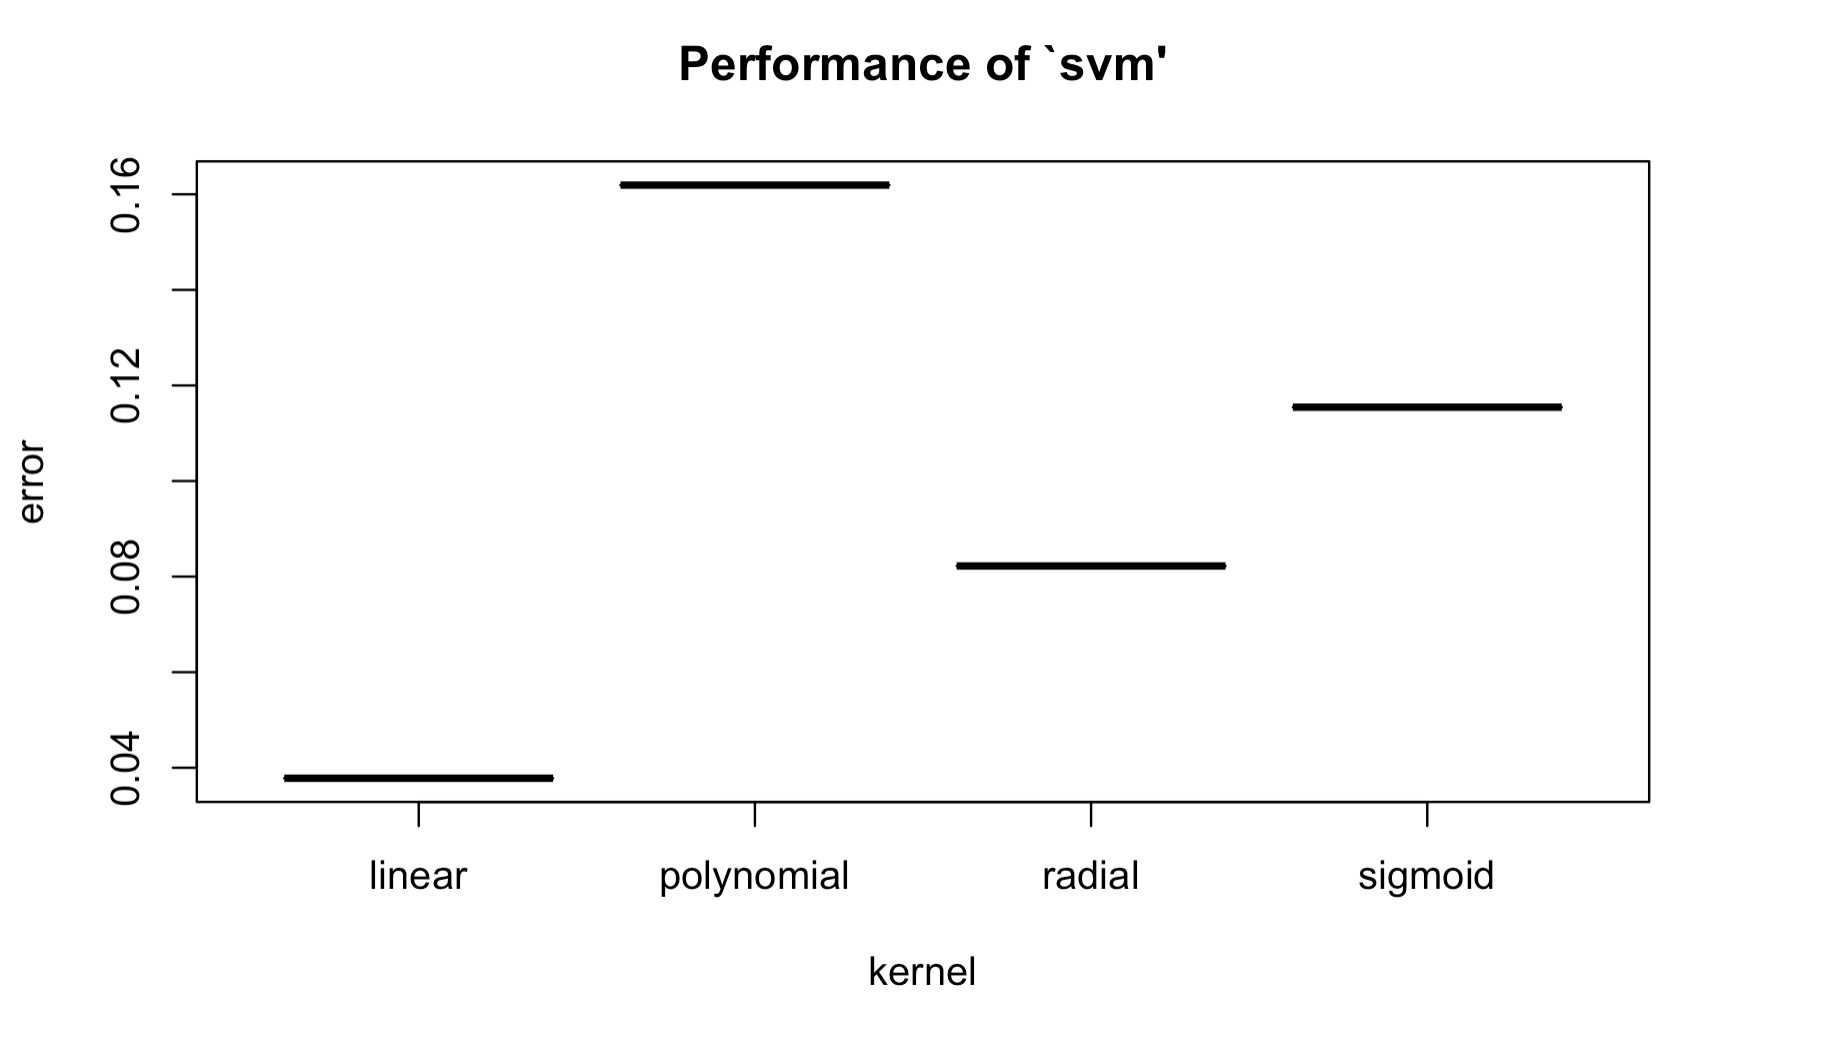 Performance of `svm'
error
0.16
0.12
0.08
0.04
linear
polynomial
radial
sigmoid
kernel